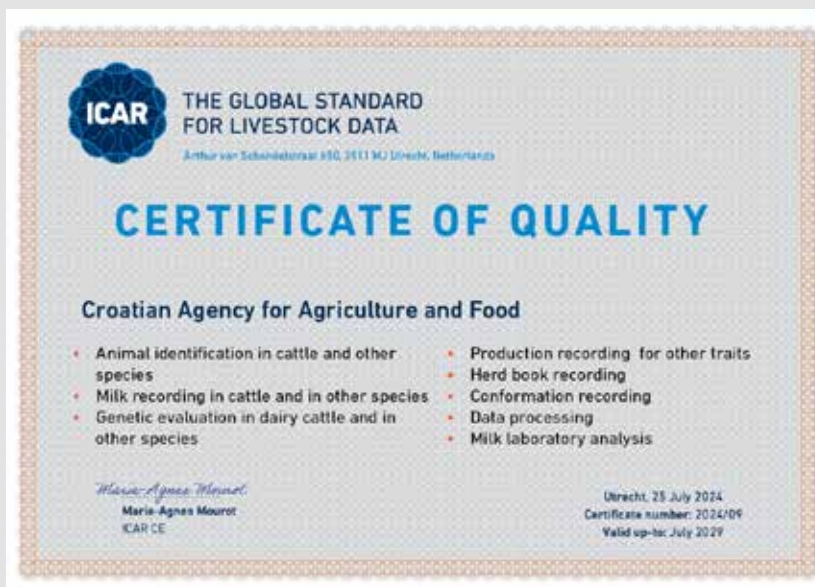 ICAR
THE GLOBAL STANDARD
FOR LIVESTOCK DATA
Arthur van Schendelstraat 650, 3511 MJ Utrecht, Netherlands
CERTIFICATE OF QUALITY
Croatian Agency for Agriculture and Food
• Animal identification in cattle and other
species
• Milk recording in cattle and in other species
• Genetic evaluation in dairy cattle and in
other species
• Production recording for other traits
• Herd book recording
• Conformation recording
• Data processing
• Milk laboratory analysis
Marie-Agnes Mourot
Marie-Agnes Mourot
ICAR CE
Utrecht, 25 July 2024
Certificate number: 2024/09
Valid up-to: July 2029